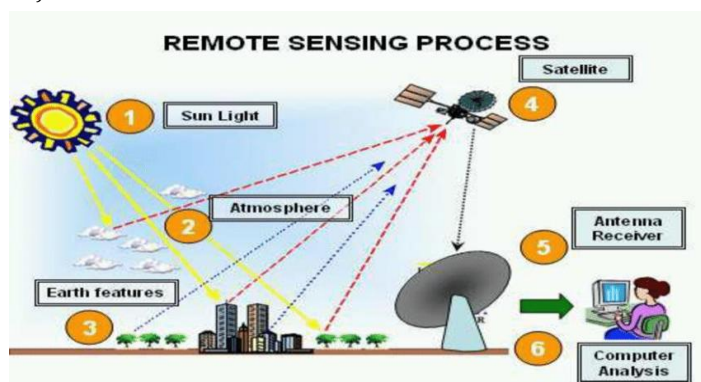 REMOTE SENSING PROCESS
Satellite
4
1
Sun Light
Atmosphere
2
Antenna
Receiver
5
Earth features
3
R
6
Computer
Analysis